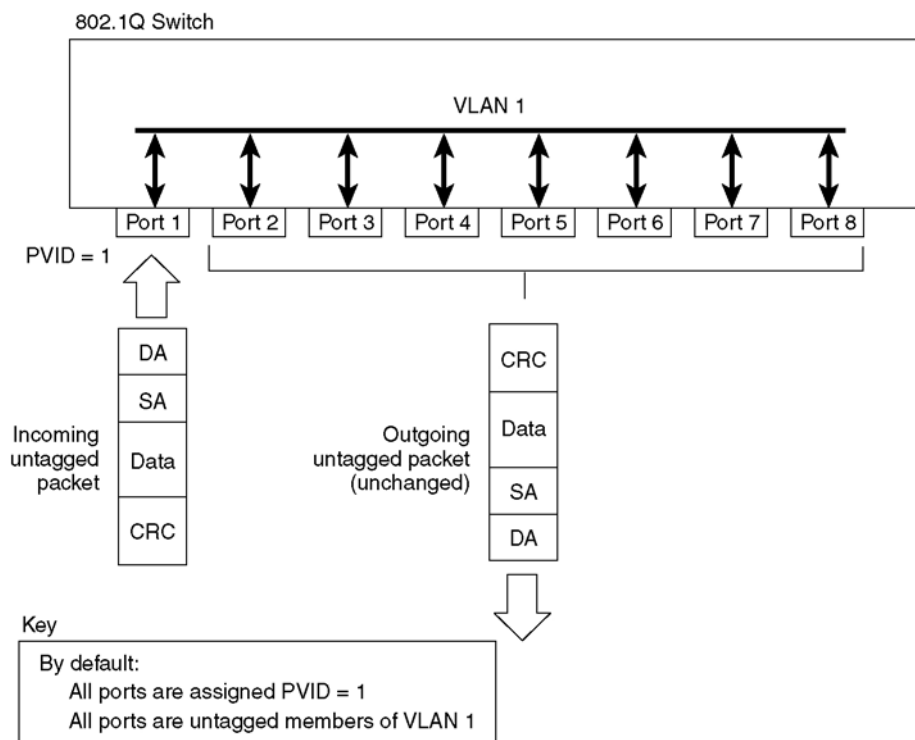 802.1Q Switch
VLAN 1
Port 1
Port 2
Port 3
Port 4
Port 5
Port 6
Port 7
Port 8
PVID = 1
Incoming
untagged
packet
DA
SA
Data
CRC
Outgoing
untagged packet
(unchanged)
CRC
Data
SA
DA
Key
By default:
All ports are assigned PVID = 1
All ports are untagged members of VLAN 1